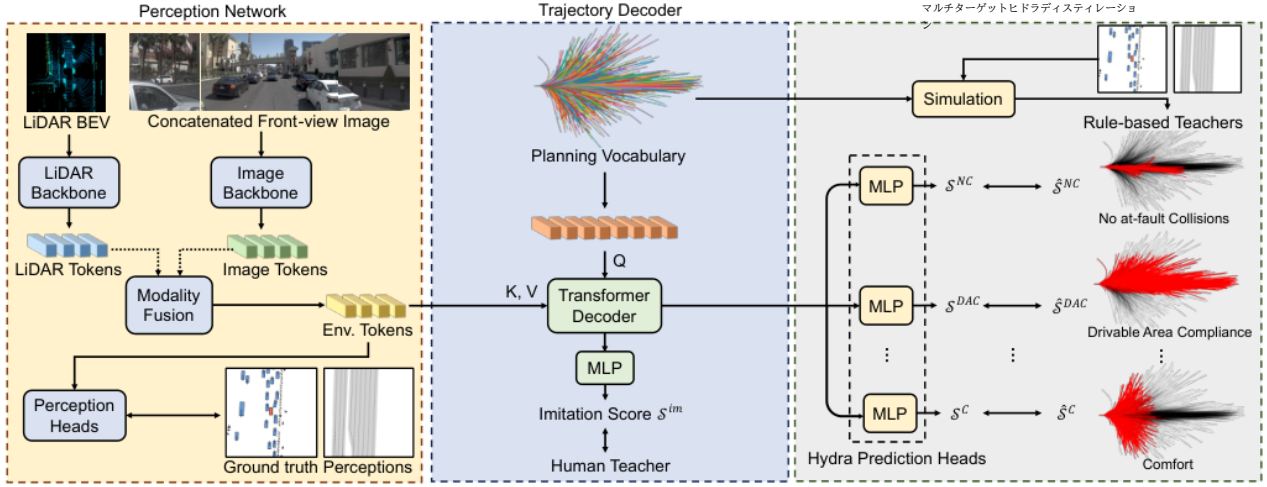 Perception Network
LiDAR BEV
Concatenated Front-view Image
LiDAR
Backbone
Image
Backbone
LiDAR Tokens
Image Tokens
Modality
Fusion
Env. Tokens
Perception
Heads
Ground truth
Perceptions
Trajectory Decoder
Planning Vocabulary
Q
K, V
Transformer
Decoder
MLP
Imitation Score 𝒮^im
Human Teacher
マルチターゲットヒドラディスティレーショ
ン
Simulation
Rule-based Teachers
MLP
𝒮^NC
𝒮̂^NC
No at-fault Collisions
MLP
𝒮^DAC
𝒮̂^DAC
Drivable Area Compliance
MLP
𝒮^C
𝒮̂^C
Comfort
Hydra Prediction Heads